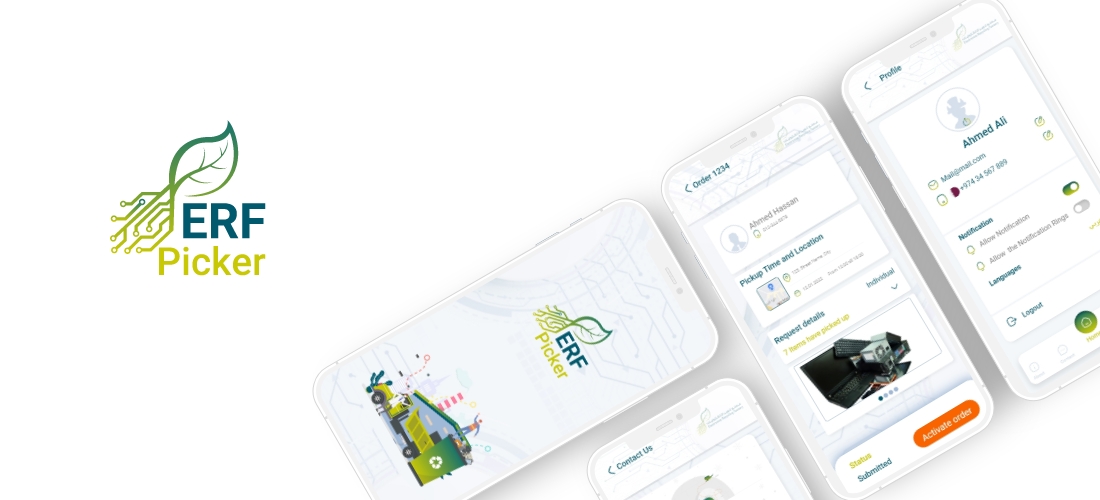 ERF
Picker
ERF
Picker
Contact Us
Order 1234
Ahmed Hassan
Pickup Time and Location
Individual
Request details
7 items have picked up
Activate order
Status
Submitted
Profile
Ahmed Ali
Mail@mail.com
+974 34 567 889
Notification
Allow Notification
Allow the Notification Rings
Languages
Logout